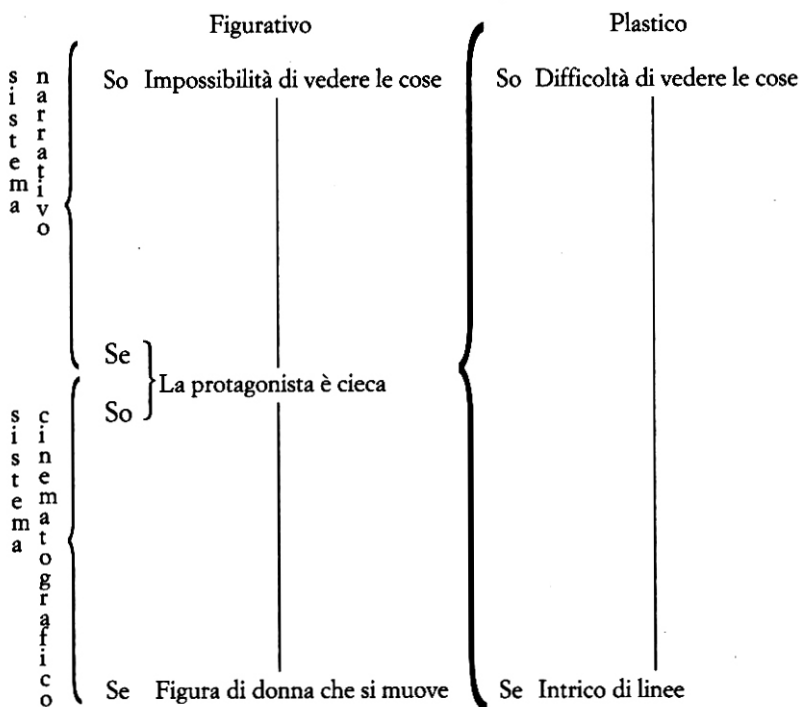 Figurativo
Plastico
sistema
narrativo
So Impossibilità di vedere le cose
So Difficoltà di vedere le cose
Se
La protagonista è cieca
So
sistema
cinematografico
Se Figura di donna che si muove
Se Intrico di linee